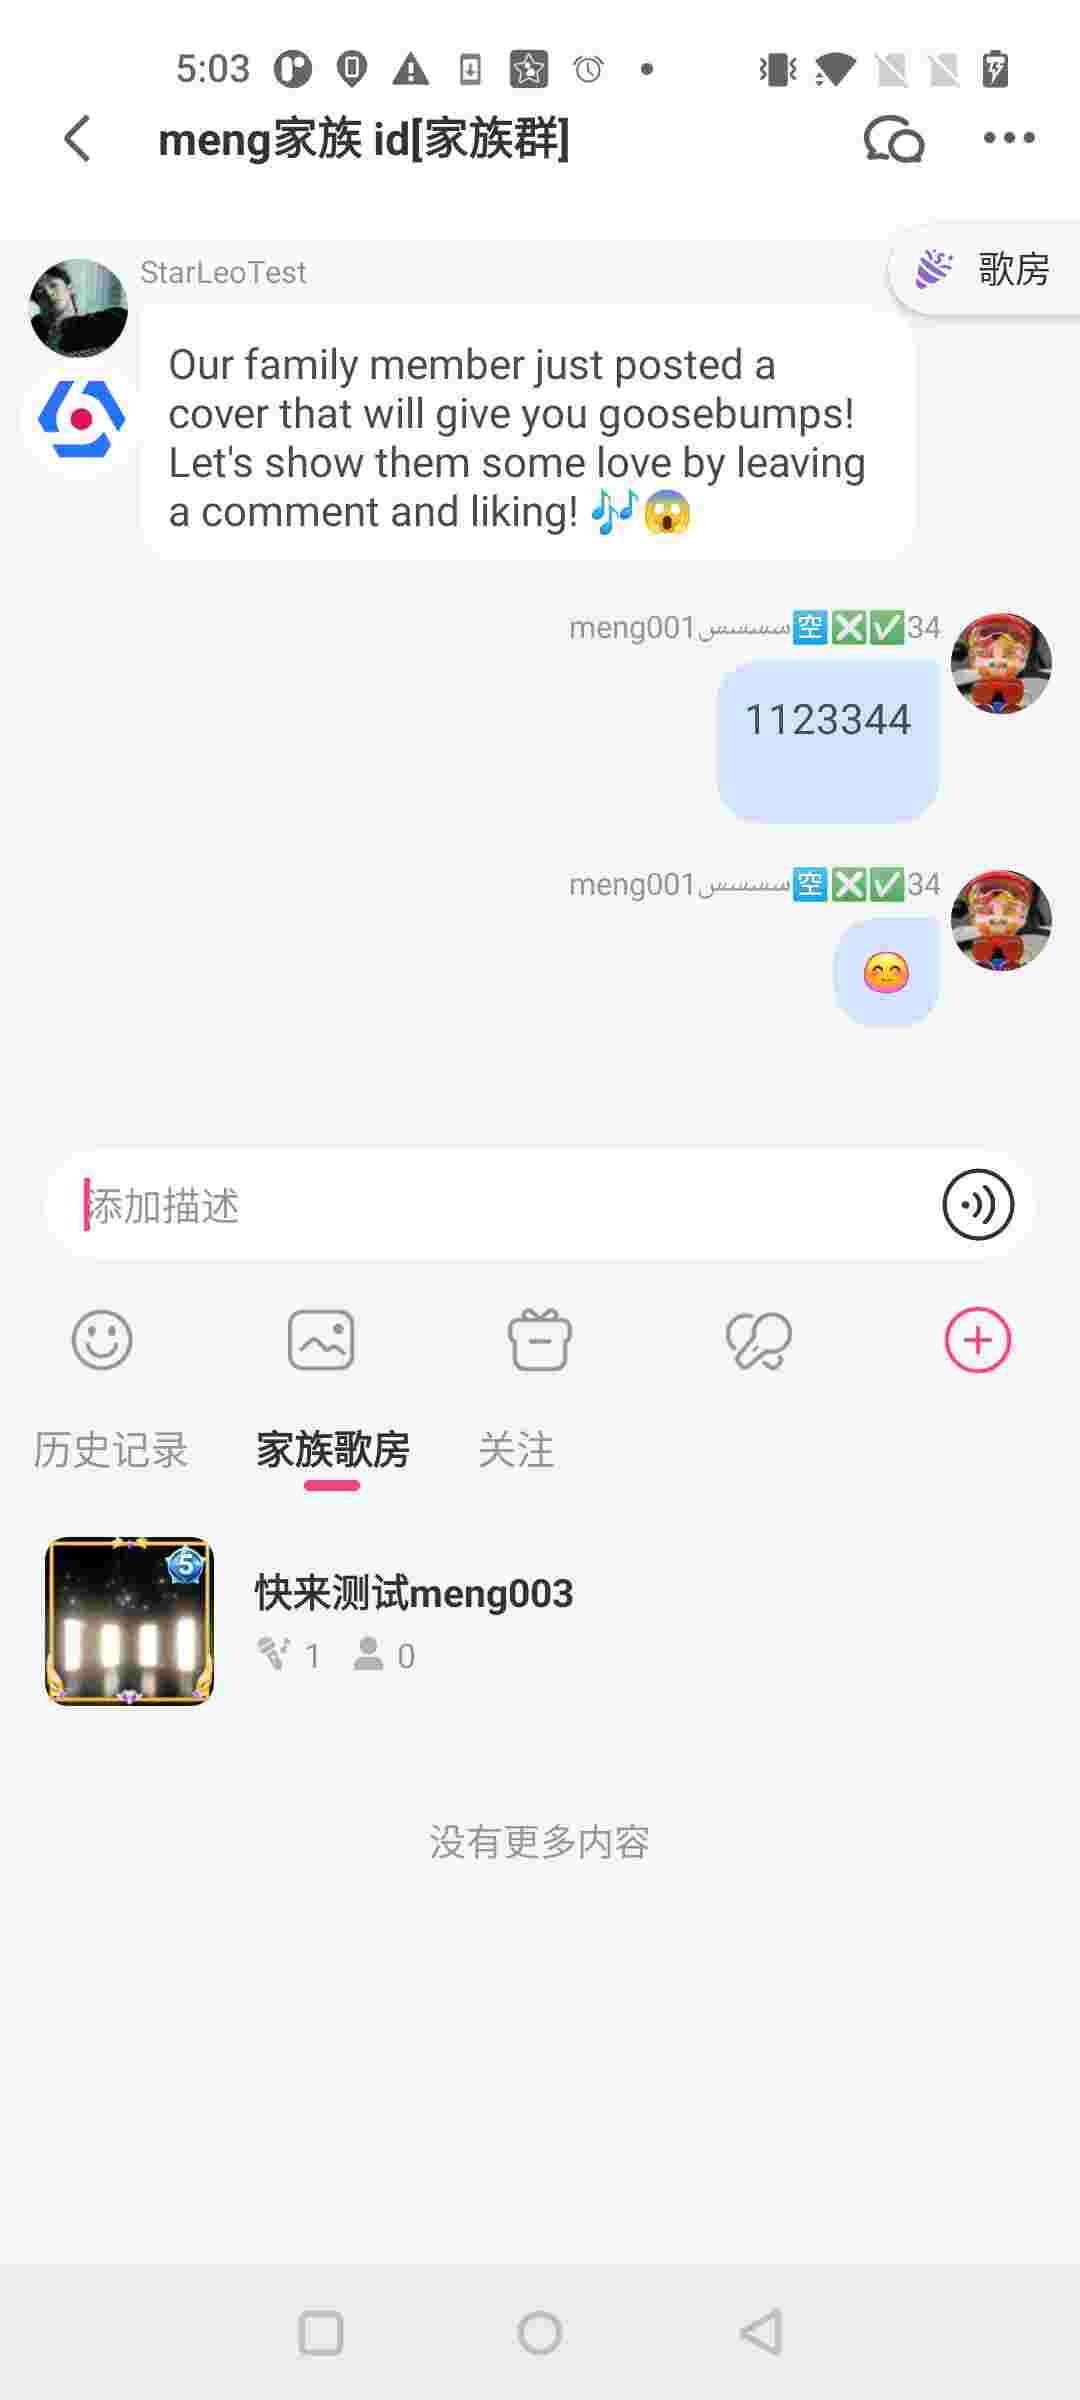 5:03
meng家族 id[家族群]
歌房
StarLeoTest
Our family member just posted a
cover that will give you goosebumps!
Let's show them some love by leaving
a comment and liking! 🎶😱
meng001سسسس🈳❎✅34
1123344
meng001سسسس🈳❎✅34
😊
添加描述
历史记录 家族歌房 关注
5
快来测试meng003
1 0
没有更多内容